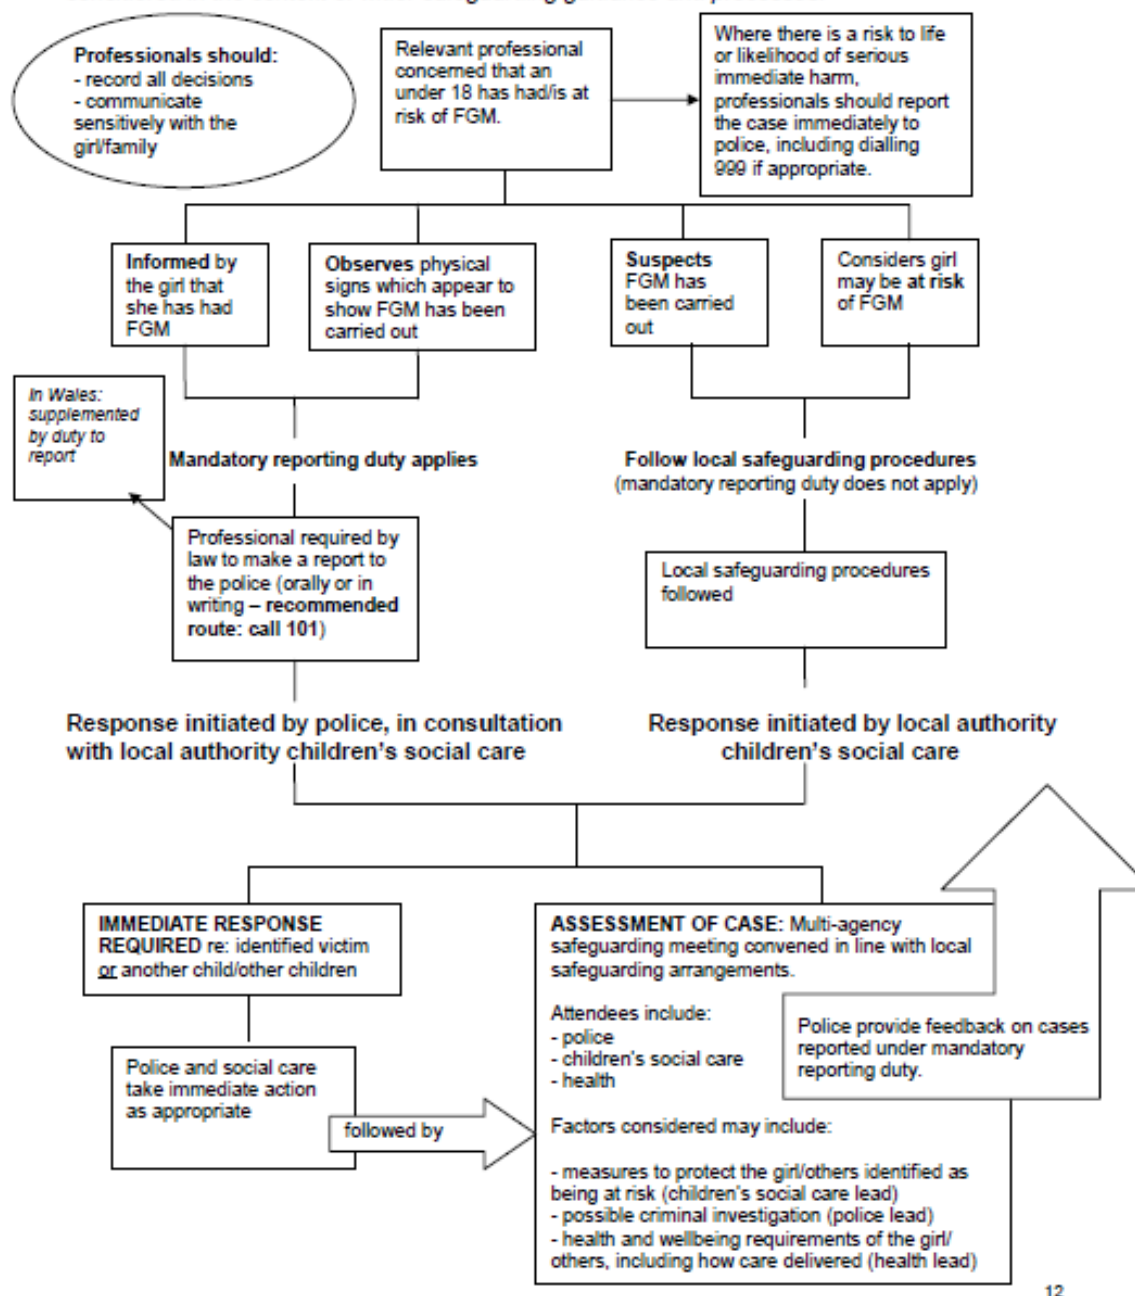 Professionals should:
- record all decisions
- communicate
sensitively with the
girl/family
Relevant professional
concerned that an
under 18 has had/is at
risk of FGM.
Where there is a risk to life
or likelihood of serious
immediate harm,
professionals should report
the case immediately to
police, including dialling
999 if appropriate.
Informed by
the girl that
she has had
FGM
Observes physical
signs which appear to
show FGM has been
carried out
Suspects
FGM has
been carried
out
Considers girl
may be at risk
of FGM
In Wales:
supplemented
by duty to
report
Mandatory reporting duty applies
Follow local safeguarding procedures
(mandatory reporting duty does not apply)
Professional required by
law to make a report to
the police (orally or in
writing – recommended
route: call 101)
Local safeguarding procedures
followed
Response initiated by police, in consultation
with local authority children's social care
Response initiated by local authority
children's social care
IMMEDIATE RESPONSE
REQUIRED re: identified victim
or another child/other children
Police and social care
take immediate action
as appropriate
followed by
ASSESSMENT OF CASE: Multi-agency
safeguarding meeting convened in line with local
safeguarding arrangements.
Attendees include:
- police
- children's social care
- health
Police provide feedback on cases
reported under mandatory
reporting duty.
Factors considered may include:
- measures to protect the girl/others identified as
being at risk (children's social care lead)
- possible criminal investigation (police lead)
- health and wellbeing requirements of the girl/
others, including how care delivered (health lead)
12